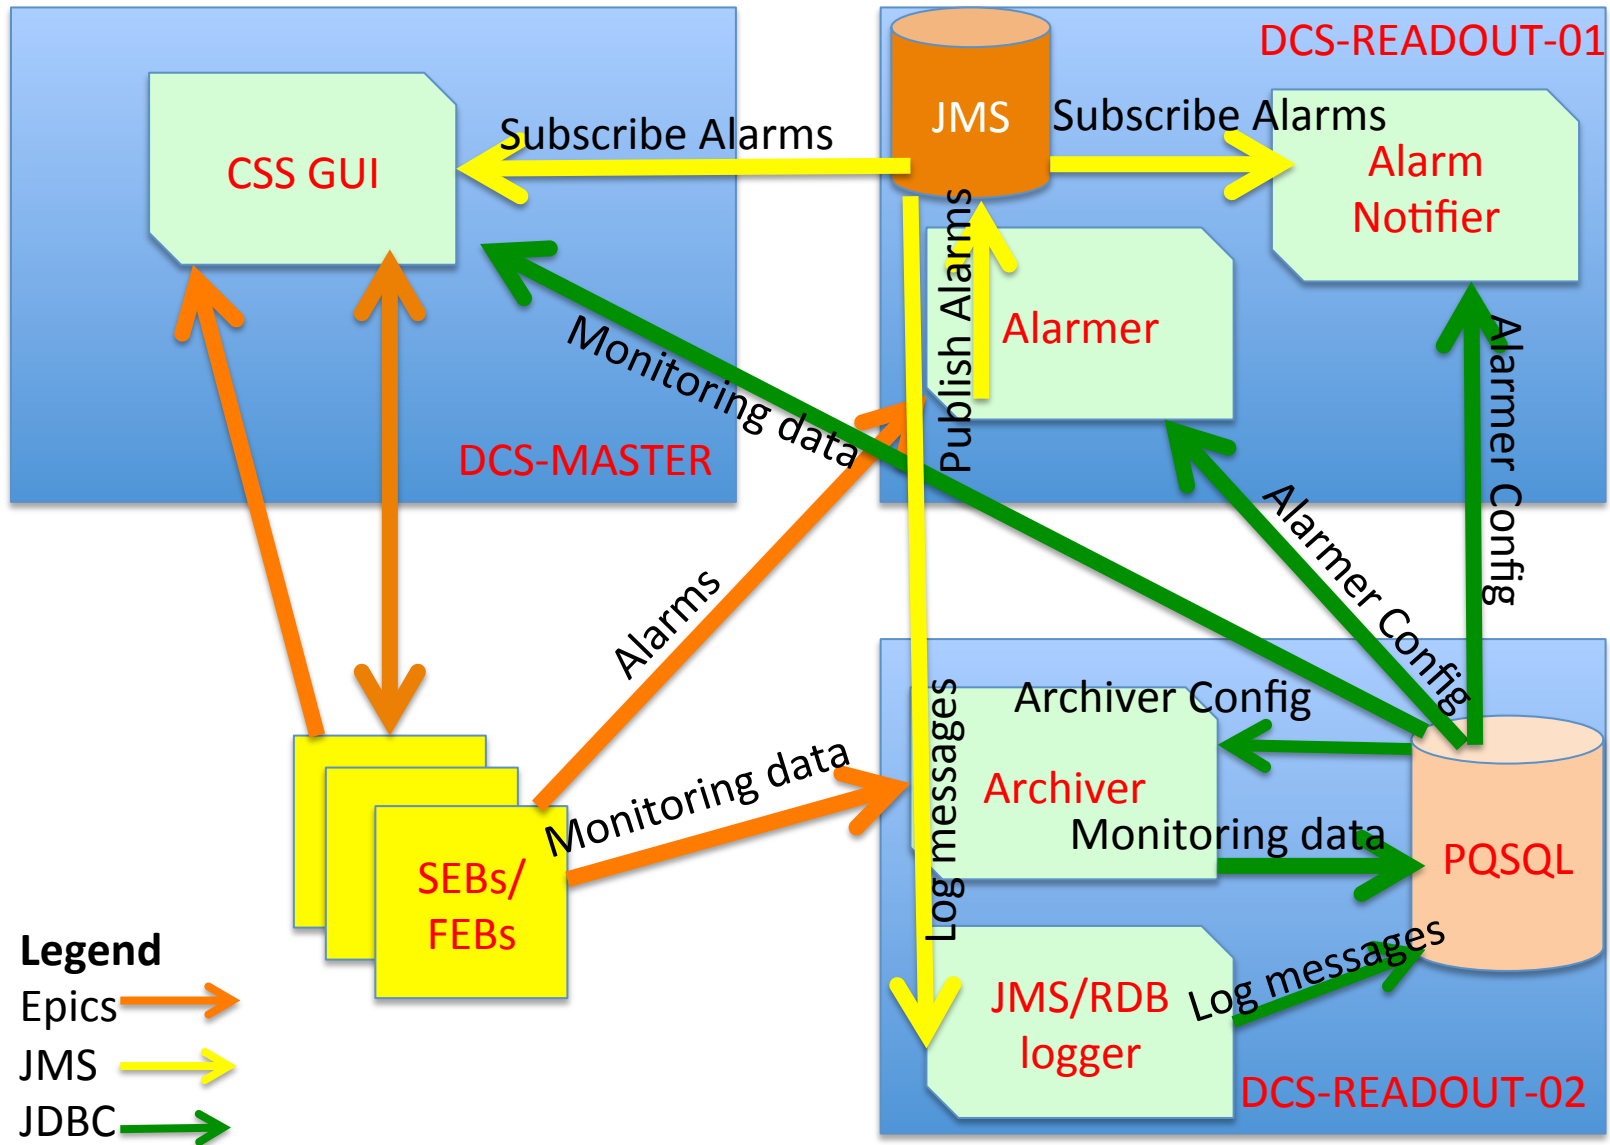 DCS-READOUT-01
JMS
Subscribe Alarms
Subscribe Alarms
CSS GUI
Alarm
Notifier
Publish Alarms
Alarmer
Monitoring data
Alarmer Config
DCS-MASTER
Alarmer Config
Alarms
Archiver Config
Log messages
Monitoring data
Archiver
Monitoring data
PQSQL
SEBs/
FEBs
Log messages
JMS/RDB
logger
DCS-READOUT-02
Legend
Epics
JMS
JDBC